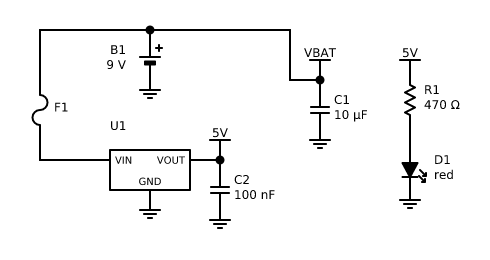 B1
+
9 V
VBAT
5V
F1
C1
10 µF
R1
470 Ω
U1
VIN
VOUT
GND
5V
C2
100 nF
D1
red